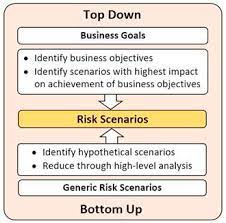 Top Down
Business Goals
• Identify business objectives
• Identify scenarios with highest impact
on achievement of business objectives
Risk Scenarios
• Identify hypothetical scenarios
• Reduce through high-level analysis
Generic Risk Scenarios
Bottom Up